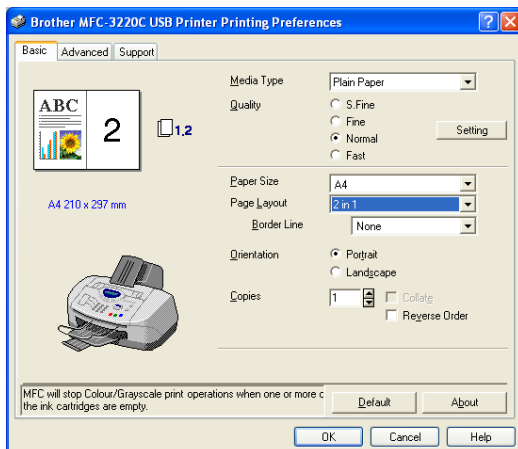 Brother MFC-3220C USB Printer Printing Preferences
Basic Advanced Support
ABC
2
1.2
A4 210 x 297 mm
Media Type Plain Paper
Quality S.Fine
Fine
Normal
Fast
Setting
Paper Size A4
Page Layout 2 in 1
Border Line None
Orientation Portrait
Landscape
Copies 1 Collate
Reverse Order
MFC will stop Colour/Grayscale print operations when one or more
the ink cartridges are empty.
Default About
OK Cancel Help